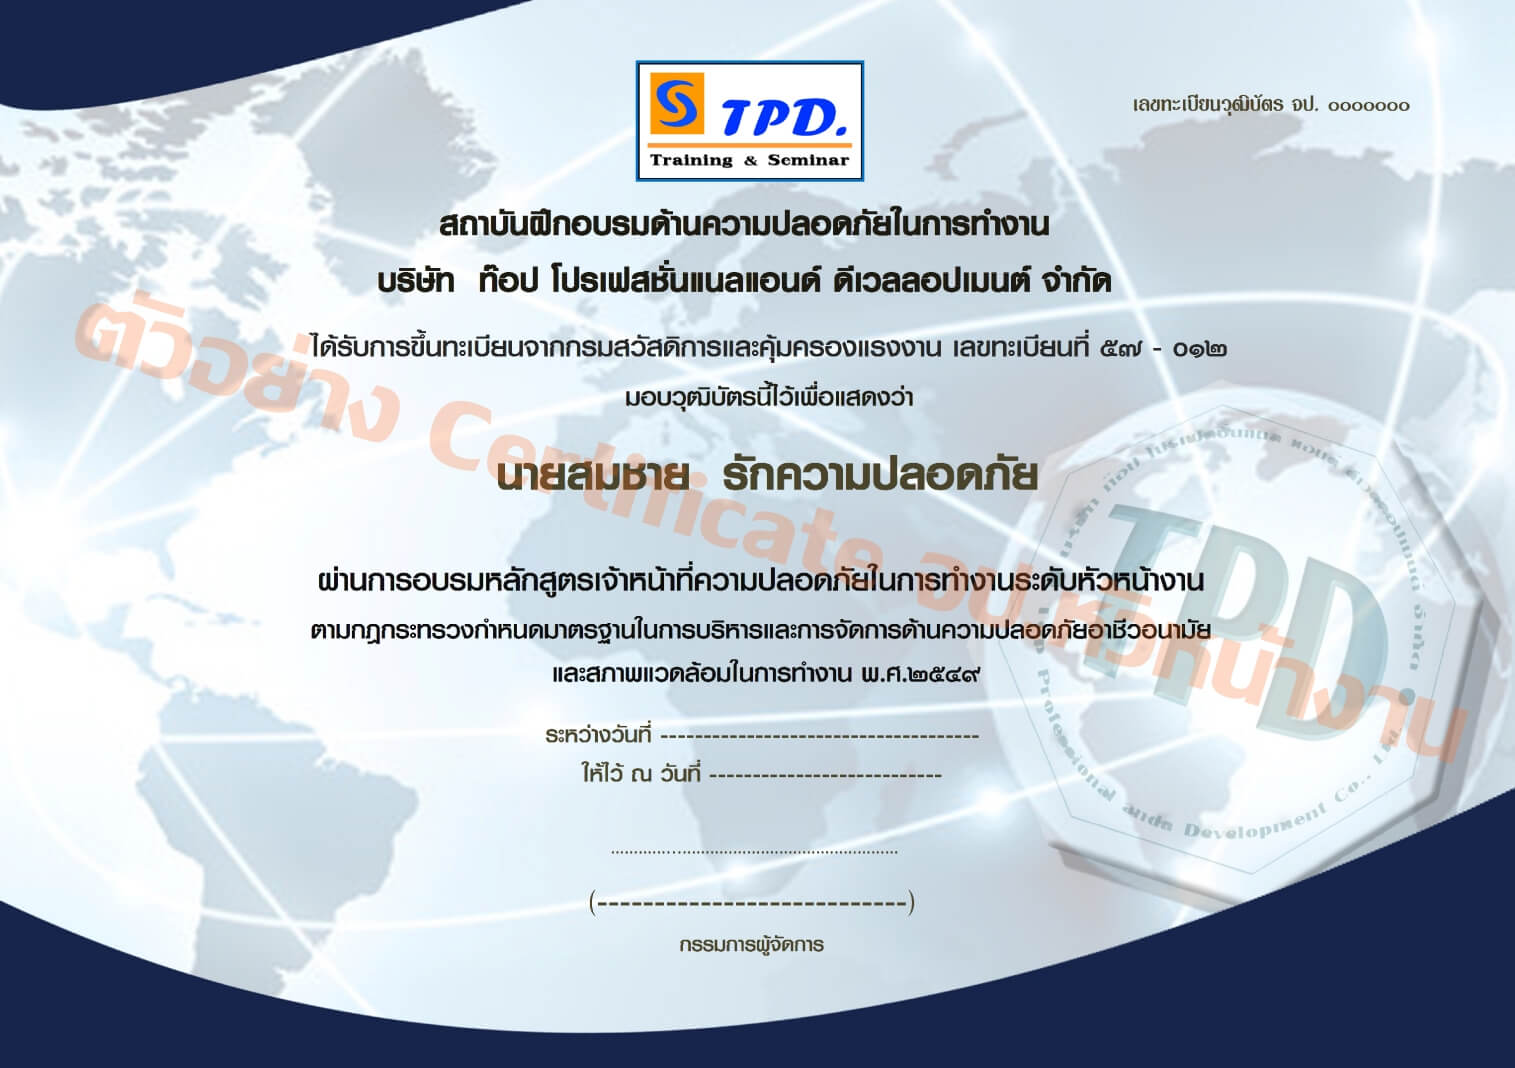 S TPD.
Training & Seminar
เลขทะเบียนวุฒิบัตร จป. ๐๐๐๐๐๐๐
สถาบันฝึกอบรมด้านความปลอดภัยในการทำงาน
บริษัท ท๊อป โปรเฟสชั่นแนลแอนด์ ดีเวลลอปเมนต์ จำกัด
ได้รับการขึ้นทะเบียนจากกรมสวัสดิการและคุ้มครองแรงงาน เลขทะเบียนที่ ๕๗ - ๐๑๒
มอบวุฒิบัตรนี้ไว้เพื่อแสดงว่า
นายสมชาย รักความปลอดภัย
ผ่านการอบรมหลักสูตรเจ้าหน้าที่ความปลอดภัยในการทำงานระดับหัวหน้างาน
ตามกฎกระทรวงกำหนดมาตรฐานในการบริหารและการจัดการด้านความปลอดภัยอาชีวอนามัย
และสภาพแวดล้อมในการทำงาน พ.ศ.๒๕๔๙
ระหว่างวันที่ -------------------------------------
ให้ไว้ ณ วันที่ ---------------------------
................................................................
(---------------------------)
กรรมการผู้จัดการ
ตัวอย่าง Certificate จป.หัวหน้างาน
TPD.
Professional Development Co.,